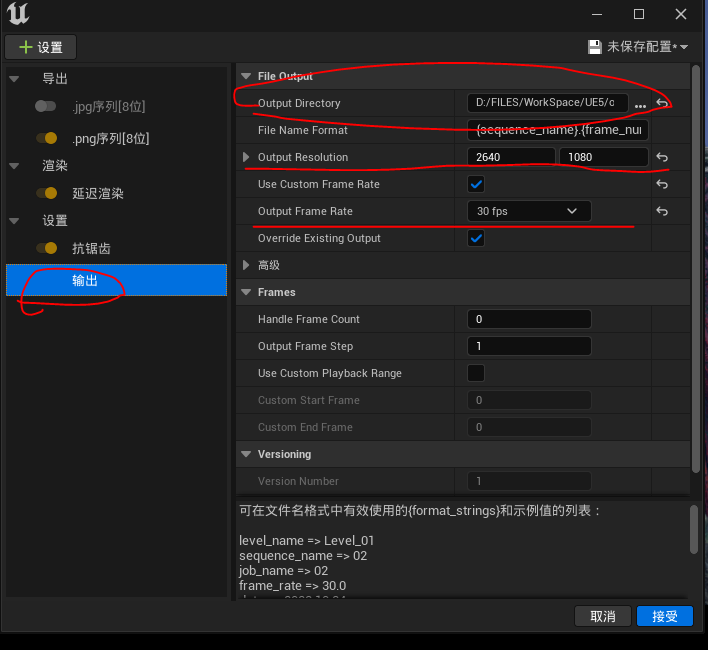 设置
未保存配置*
导出
.jpg序列[8位]
.png序列[8位]
渲染
延迟渲染
设置
抗锯齿
输出
File Output
Output Directory D:/FILES/WorkSpace/UE5/c ...
File Name Format {sequence_name}.{frame_nur
Output Resolution 2640 1080
Use Custom Frame Rate
Output Frame Rate 30 fps
Override Existing Output
高级
Frames
Handle Frame Count 0
Output Frame Step 1
Use Custom Playback Range
Custom Start Frame 0
Custom End Frame 0
Versioning
Version Number 1
可在文件名格式中有效使用的{format_strings}和示例值的列表：
level_name => Level_01
sequence_name => 02
job_name => 02
frame_rate => 30.0
取消 接受